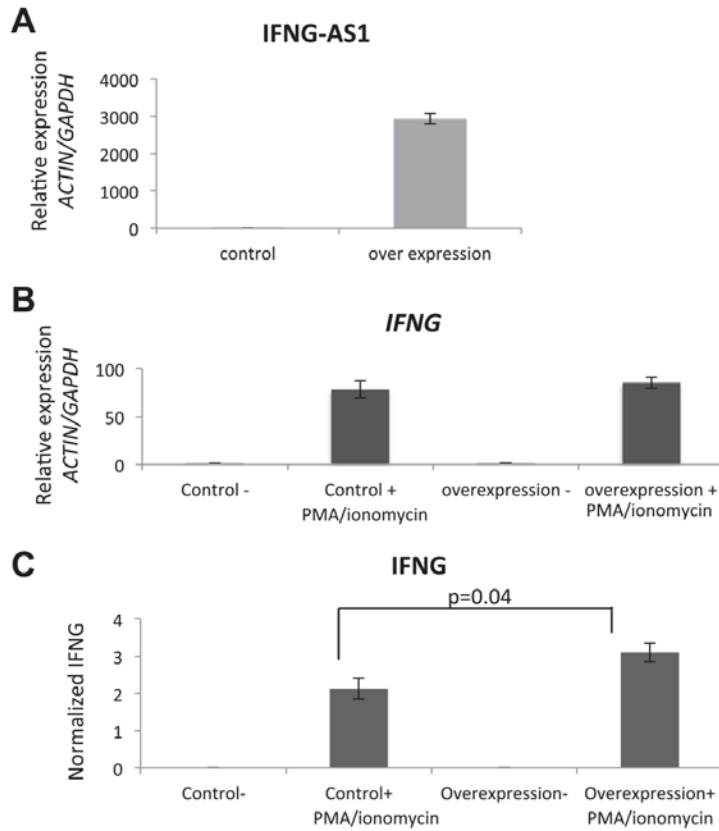 A
IFNG-AS1
Relative expression
ACTIN/GAPDH
4000
3000
2000
1000
0
control over expression
B
IFNG
Relative expression
ACTIN/GAPDH
100
50
0
Control - Control + overexpression - overexpression +
PMA/ionomycin PMA/ionomycin
C
IFNG
p=0.04
Normalized IFNG
4
3
2
1
0
Control- Control+ Overexpression- Overexpression+
PMA/ionomycin PMA/ionomycin